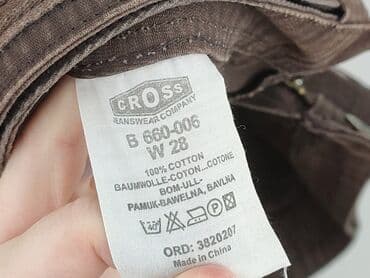 CROSS
JEANSWEAR COMPANY
B 660-006
W 28
100% COTTON
BAUMWOLLE-COTON...COTONE
BOM-ULL-
PAMUK-BAWELNA, BAVLNA
40°
ORD: 3820207
Made in China